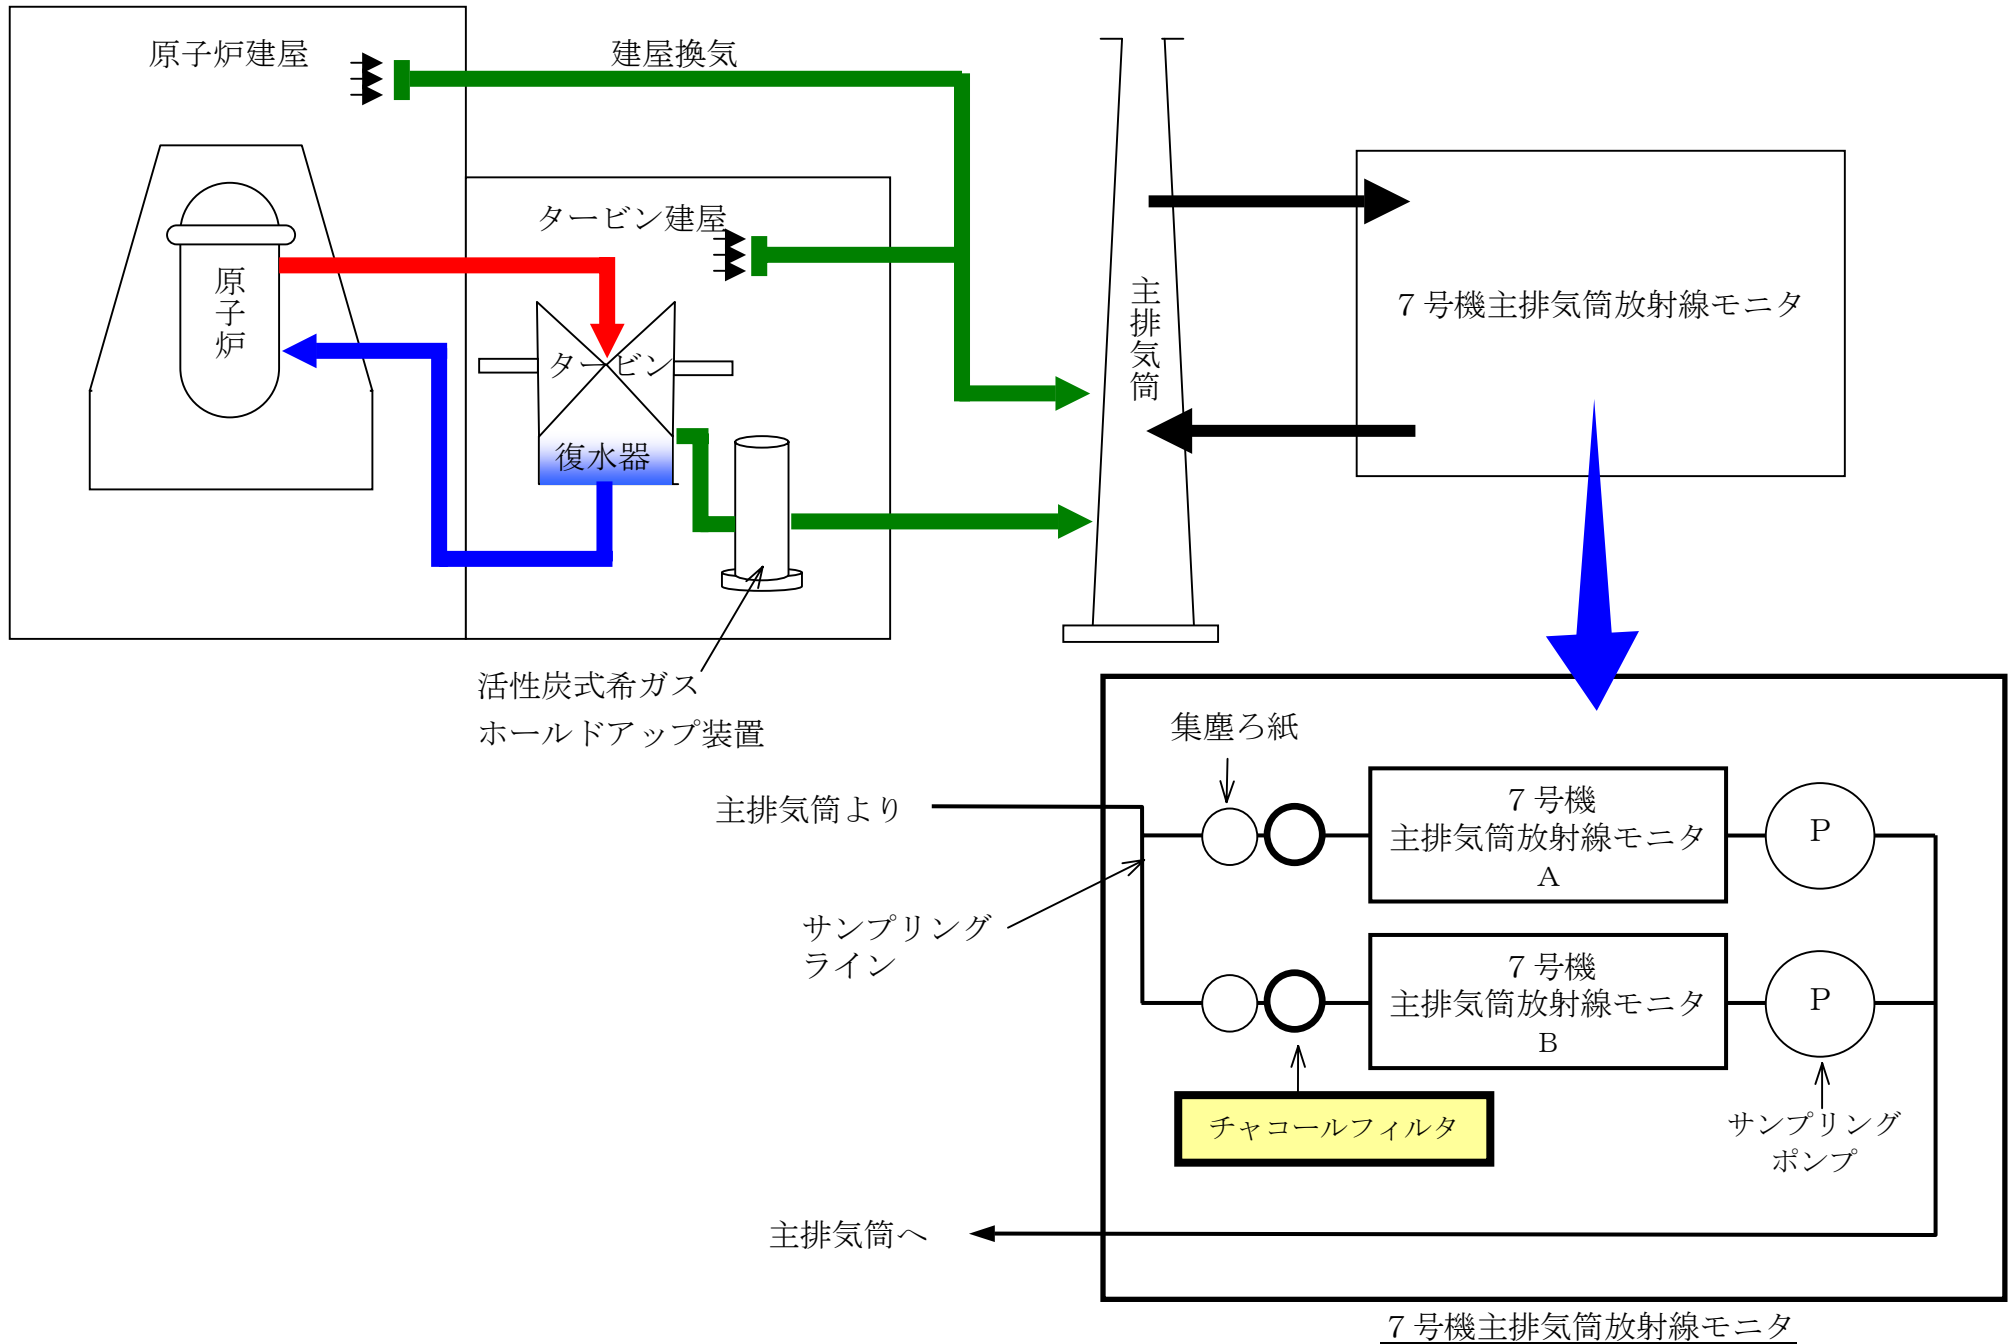 原子炉建屋
建屋換気
タービン建屋
原子炉
タービン
復水器
主排気筒
７号機主排気筒放射線モニタ
活性炭式希ガス
ホールドアップ装置
集塵ろ紙
主排気筒より
７号機
主排気筒放射線モニタ
Ａ
Ｐ
サンプリング
ライン
７号機
主排気筒放射線モニタ
Ｂ
Ｐ
チャコールフィルタ
サンプリング
ポンプ
主排気筒へ
７号機主排気筒放射線モニタ